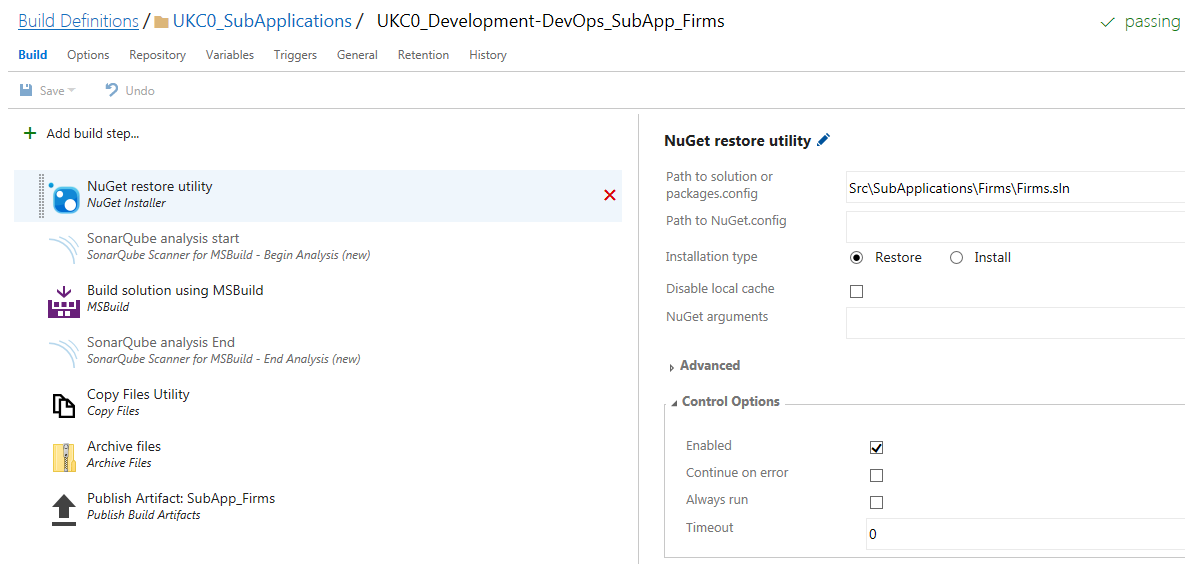 Build Definitions / UKC0_SubApplications / UKC0_Development-DevOps_SubApp_Firms
passing
Build Options Repository Variables Triggers General Retention History
Save Undo
Add build step...
NuGet restore utility
NuGet Installer
SonarQube analysis start
SonarQube Scanner for MSBuild - Begin Analysis (new)
Build solution using MSBuild
MSBuild
SonarQube analysis End
SonarQube Scanner for MSBuild - End Analysis (new)
Copy Files Utility
Copy Files
Archive files
Archive Files
Publish Artifact: SubApp_Firms
Publish Build Artifacts
NuGet restore utility
Path to solution or
packages.config
Src\SubApplications\Firms\Firms.sln
Path to NuGet.config
Installation type Restore Install
Disable local cache
NuGet arguments
Advanced
Control Options
Enabled
Continue on error
Always run
Timeout 0